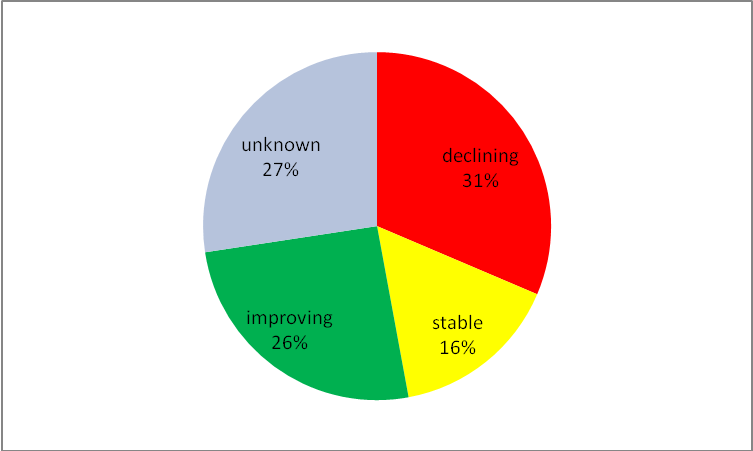 unknown
27%
declining
31%
improving
26%
stable
16%